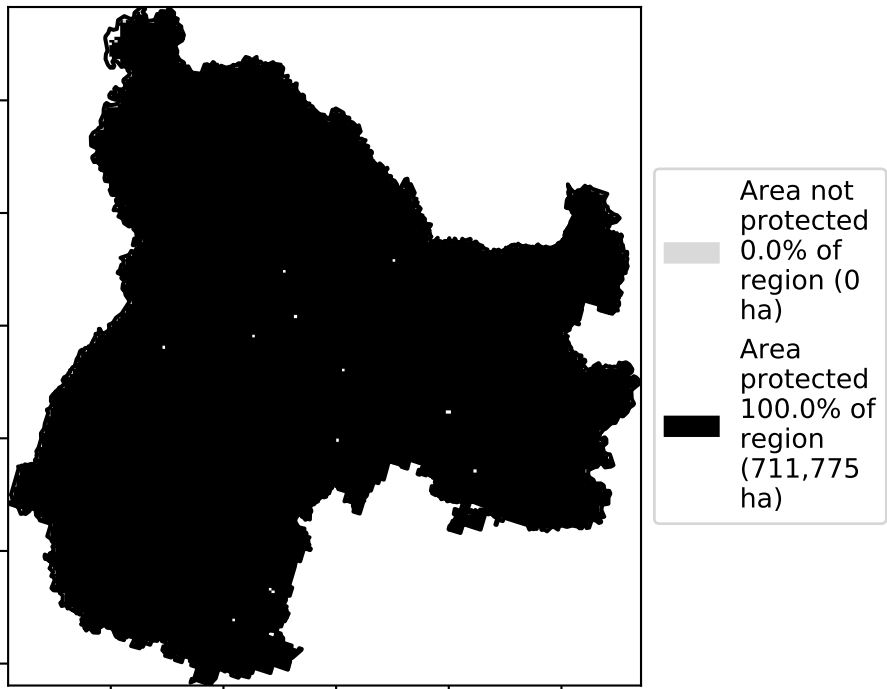 Area not
protected
0.0% of
region (0
ha)
Area
protected
100.0% of
region
(711,775
ha)